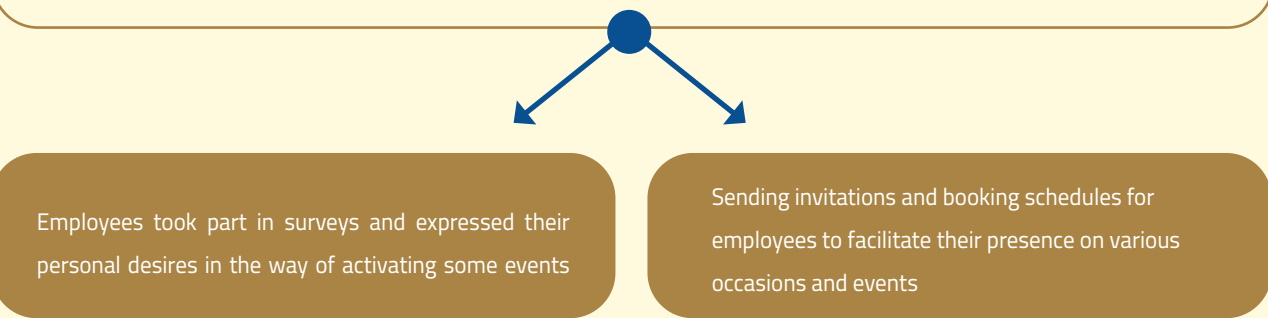 Employees took part in surveys and expressed their
personal desires in the way of activating some events
Sending invitations and booking schedules for
employees to facilitate their presence on various
occasions and events